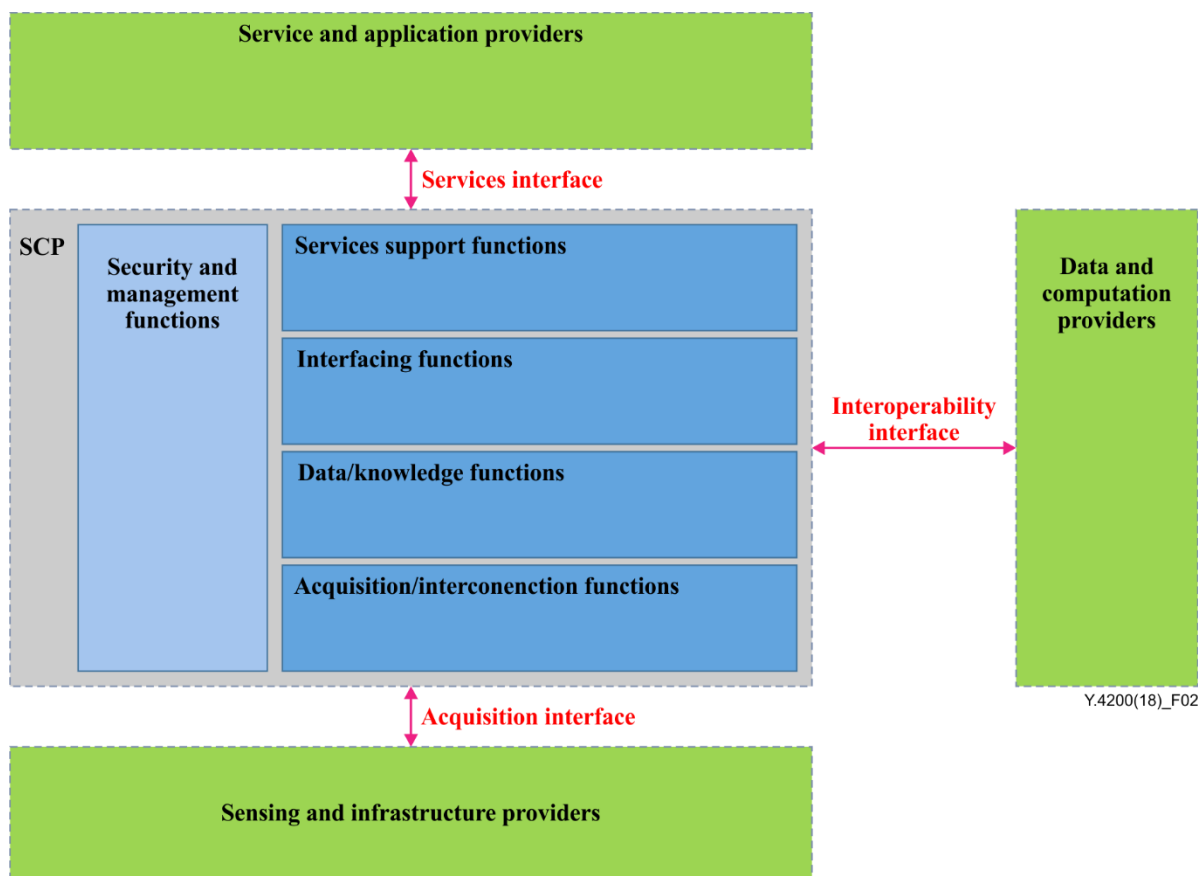 Service and application providers
Services interface
SCP
Security and
management
functions
Services support functions
Interfacing functions
Data/knowledge functions
Acquisition/interconenction functions
Interoperability
interface
Data and
computation
providers
Y.4200(18)_F02
Acquisition interface
Sensing and infrastructure providers